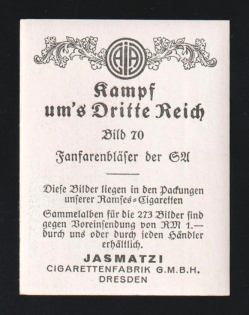 AJA
Kampf
um's Dritte Reich
Bild 70
Fanfarenbläser der SA
Diese Bilder liegen in den Packungen
unserer Ramses=Cigaretten
Sammelalben für die 273 Bilder sind
gegen Voreinsendung von RM 1.—
durch uns oder durch jeden Händler
erhältlich.
JASMATZI
CIGARETTENFABRIK G.M.B.H.
DRESDEN